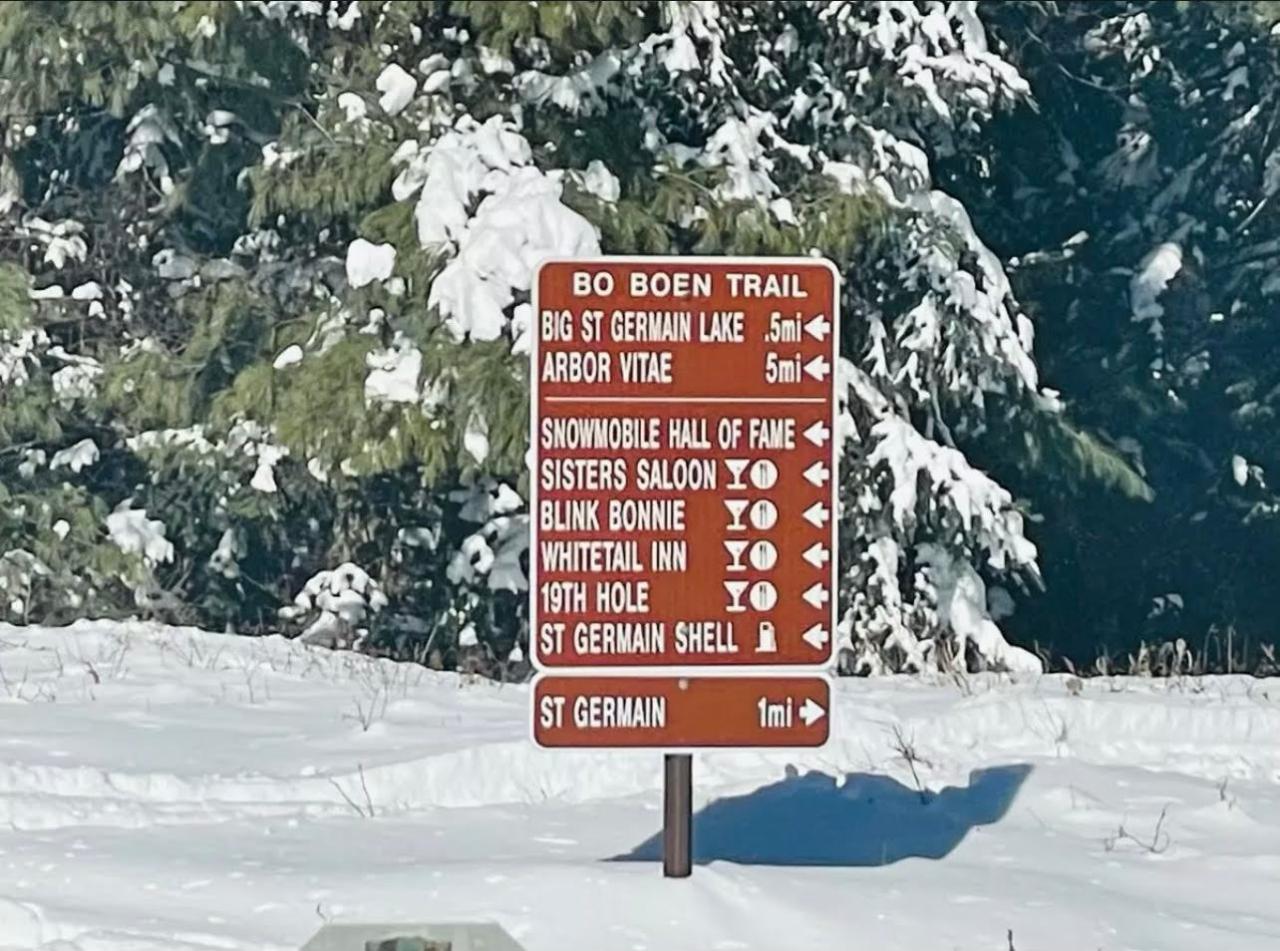 BO BOEN TRAIL
BIG ST GERMAIN LAKE .5mi
ARBOR VITAE 5mi
SNOWMOBILE HALL OF FAME
SISTERS SALOON
BLINK BONNIE
WHITETAIL INN
19TH HOLE
ST GERMAIN SHELL
ST GERMAIN 1mi